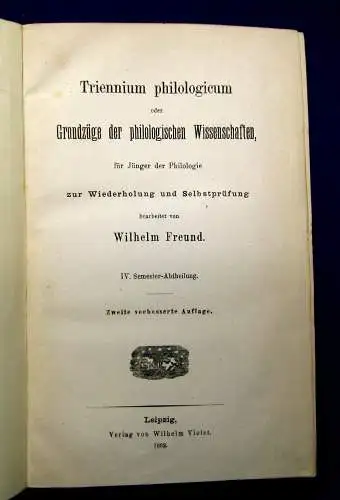 Triennium philologicum
oder
Grundzüge der philologischen Wissenschaften,
für Jünger der Philologie
zur Wiederholung und Selbstprüfung
bearbeitet von
Wilhelm Freund.
IV. Semester-Abtheilung.
Zweite verbesserte Auflage.
Leipzig,
Verlag von Wilhelm Violet.